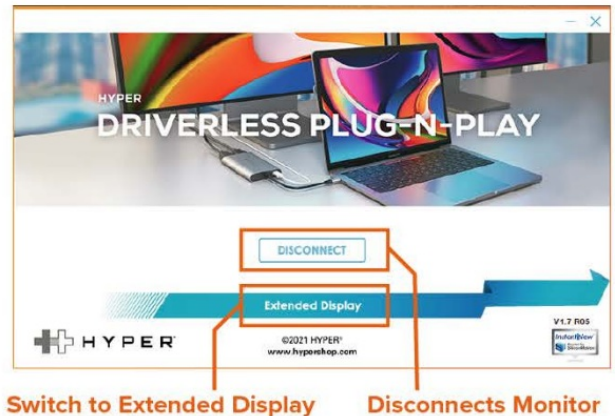 HYPER
DRIVERLESS PLUG-N-PLAY
DISCONNECT
Extended Display
HYPER
©2021 HYPER®
www.hypershop.com
V1.7 R05
InstantView
Switch to Extended Display
Disconnects Monitor